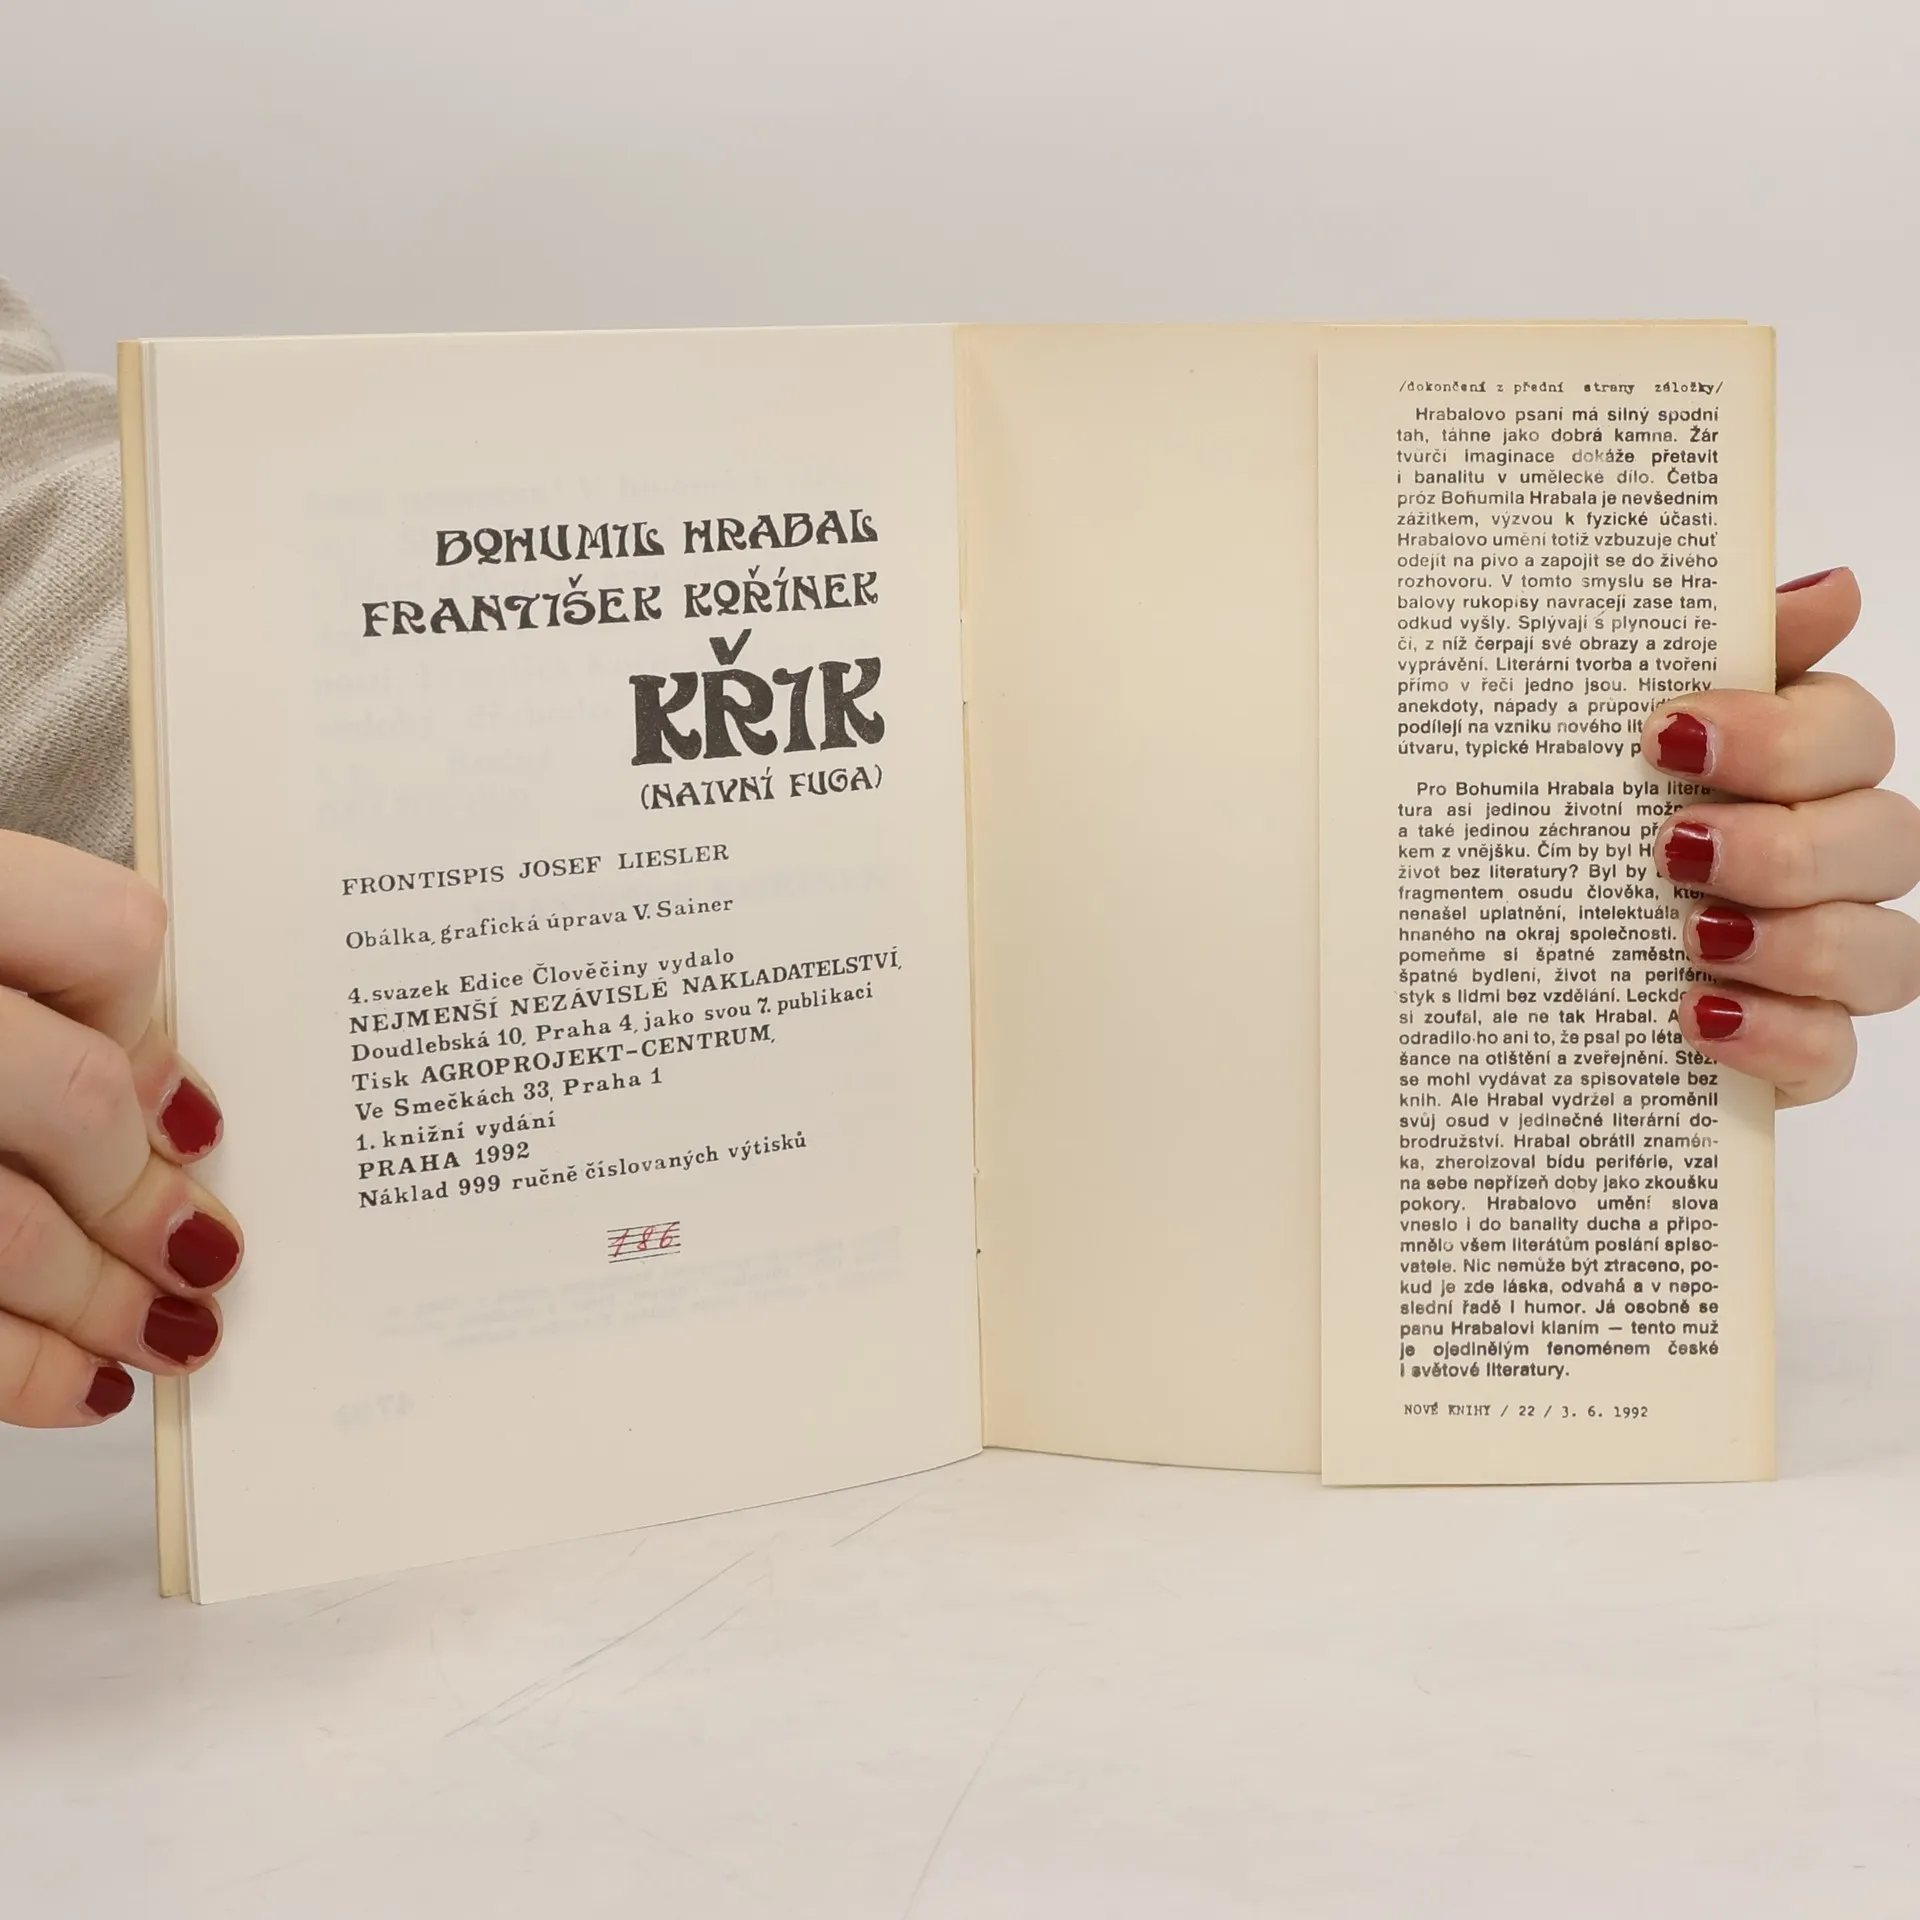 BOHUMIL HRABAL
FRANTIŠEK KOŘÍNEK
KŘIK
(NAIVNÍ FUGA)
FRONTISPIS JOSEF LIESLER
Obálka, grafická úprava V. Sainer
4. svazek Edice Člověčiny vydalo
NEJMENŠÍ NEZÁVISLÉ NAKLADATELSTVÍ,
Doudlebská 10, Praha 4, jako svou 7. publikaci
Tisk AGROPROJEKT-CENTRUM,
Ve Smečkách 33, Praha 1
1. knižní vydání
PRAHA 1992
Náklad 999 ručně číslovaných výtisků
186
/dokončení z přední strany záložky/
Hrabalovo psaní má silný spodní
tah, táhne jako dobrá kamna. Žár
tvůrčí imaginace dokáže přetavit
i banalitu v umělecké dílo. Četba
próz Bohumila Hrabala je nevšedním
zážitkem, výzvou k fyzické účasti.
Hrabalovo umění totiž vzbuzuje chuť
odejít na pivo a zapojit se do živého
rozhovoru. V tomto smyslu se Hra-
balovy rukopisy navracejí zase tam,
odkud vyšly. Splývají s plynoucí ře-
čí, z níž čerpají své obrazy a zdroje
vyprávění. Literární tvorba a tvoření
přímo v řeči jedno jsou. Historky,
anekdoty, nápady a
podílejí na vzniku nového
útvaru, typické Hrabalovy
Pro Bohumila Hrabala byla litera-
tura asi jedinou životní
a také jedinou záchranou
kem z vnějšku. Čím by byl
život bez literatury? Byl by
fragmentem osudu člověka,
nenašel uplatnění, intelektuála
hnaného na okraj společnosti.
pomeňme si špatné
špatné bydlení, život na periférii,
styk s lidmi bez vzdělání. Leckdo
si zoufal, ale ne tak Hrabal.
odradilo ho ani to, že psal po léta
šance na otištění a zveřejnění. Stěží
se mohl vydávat za spisovatele bez
knih. Ale Hrabal vydržel a proměnil
svůj osud v jedinečné literární do-
brodružství. Hrabal obrátil znamén-
ka, zheroizoval bídu periférie, vzal
na sebe nepřízeň doby jako zkoušku
pokory. Hrabalovo umění slova
vneslo i do banality ducha a připo-
mnělo všem literátům poslání spiso-
vatele. Nic nemůže být ztraceno, po-
kud je zde láska, odvaha a v nepo-
slední řadě i humor. Já osobně se
panu Hrabalovi klaním — tento muž
je ojedinělým fenoménem české
i světové literatury.
NOVÉ KNIHY / 22 / 3. 6. 1992